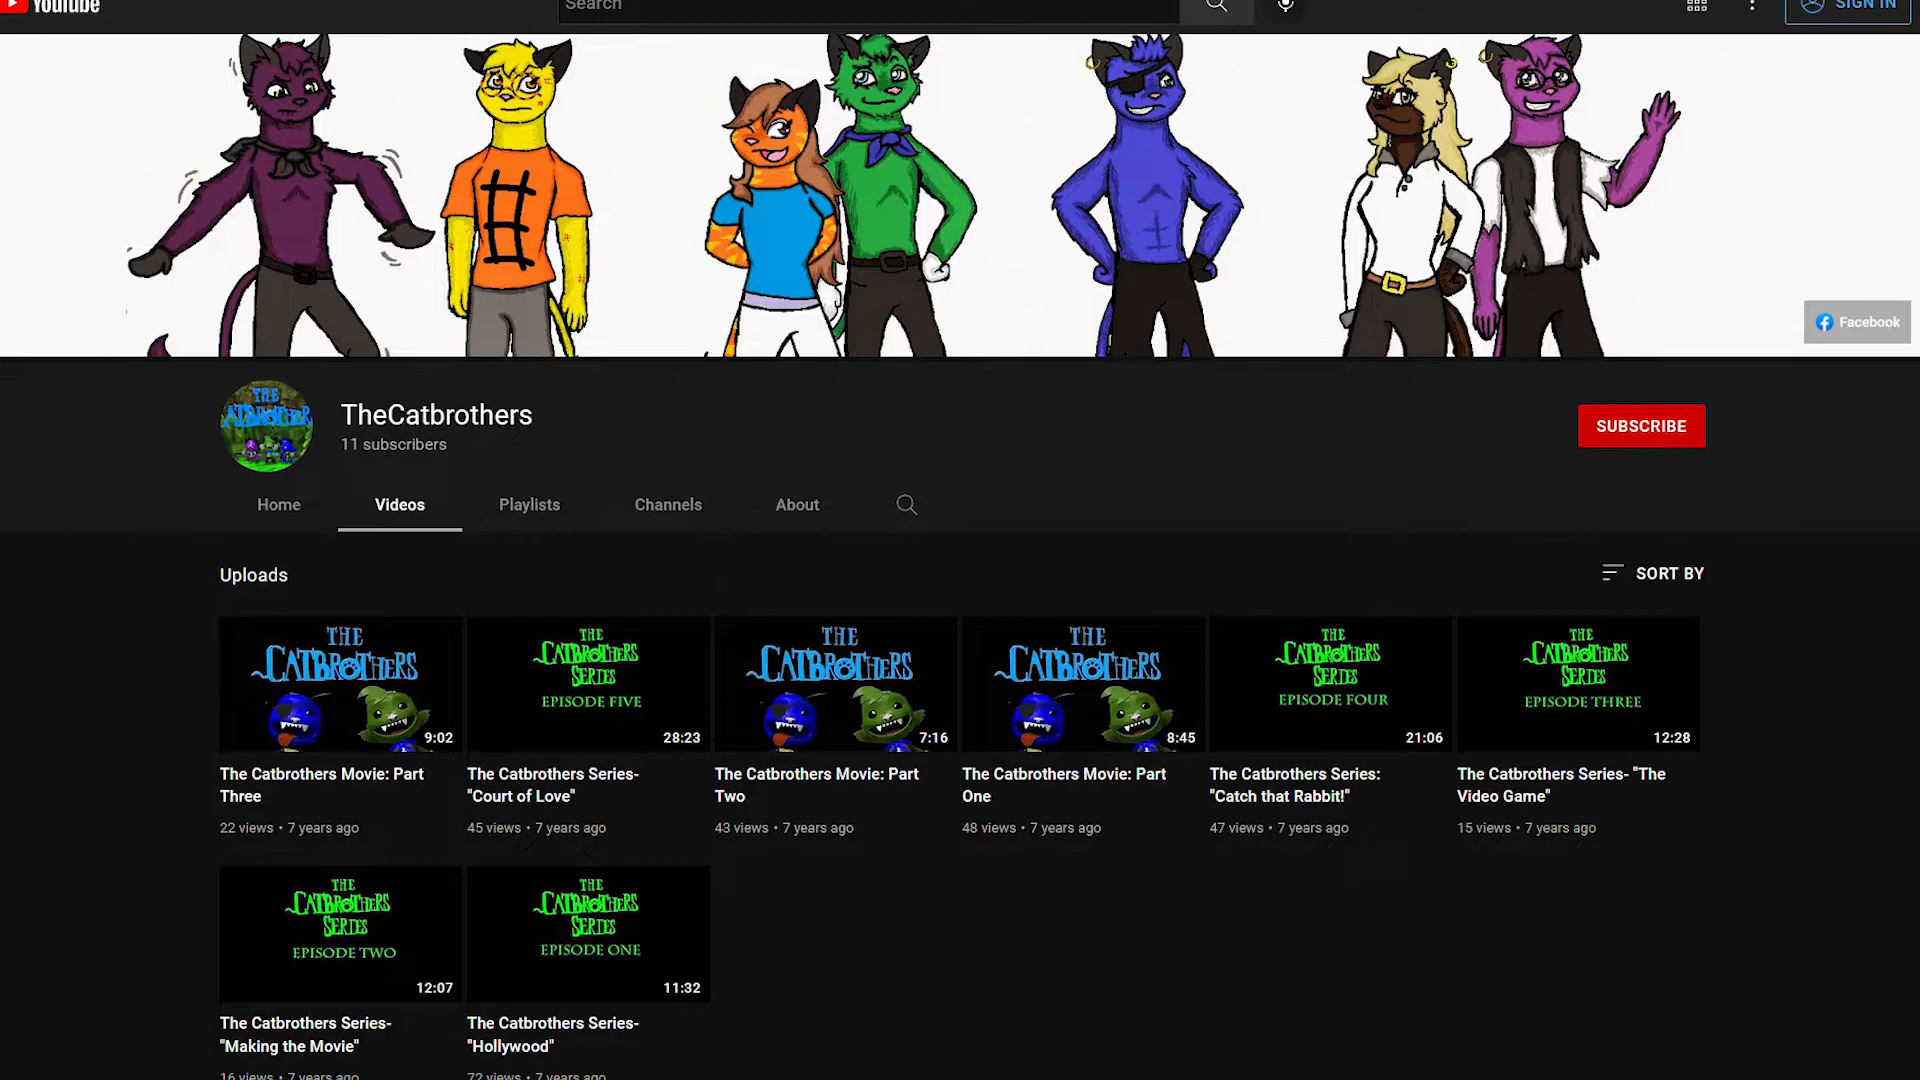 YouTube
Search
SIGN IN
Facebook
THE
CATBROTHER
TheCatbrothers
11 subscribers
SUBSCRIBE
Home
Videos
Playlists
Channels
About
Uploads
SORT BY
THE
CATBROTHERS
9:02
THE
CATBROTHERS
SERIES
EPISODE FIVE
28:23
THE
CATBROTHERS
7:16
THE
CATBROTHERS
8:45
THE
CATBROTHERS
SERIES
EPISODE FOUR
21:06
THE
CATBROTHERS
SERIES
EPISODE THREE
12:28
The Catbrothers Movie: Part
Three
22 views • 7 years ago
The Catbrothers Series-
"Court of Love"
45 views • 7 years ago
The Catbrothers Movie: Part
Two
43 views • 7 years ago
The Catbrothers Movie: Part
One
48 views • 7 years ago
The Catbrothers Series:
"Catch that Rabbit!"
47 views • 7 years ago
The Catbrothers Series- "The
Video Game"
15 views • 7 years ago
THE
CATBROTHERS
SERIES
EPISODE TWO
12:07
THE
CATBROTHERS
SERIES
EPISODE ONE
11:32
The Catbrothers Series-
"Making the Movie"
16 views • 7 years ago
The Catbrothers Series-
"Hollywood"
72 views • 7 years ago